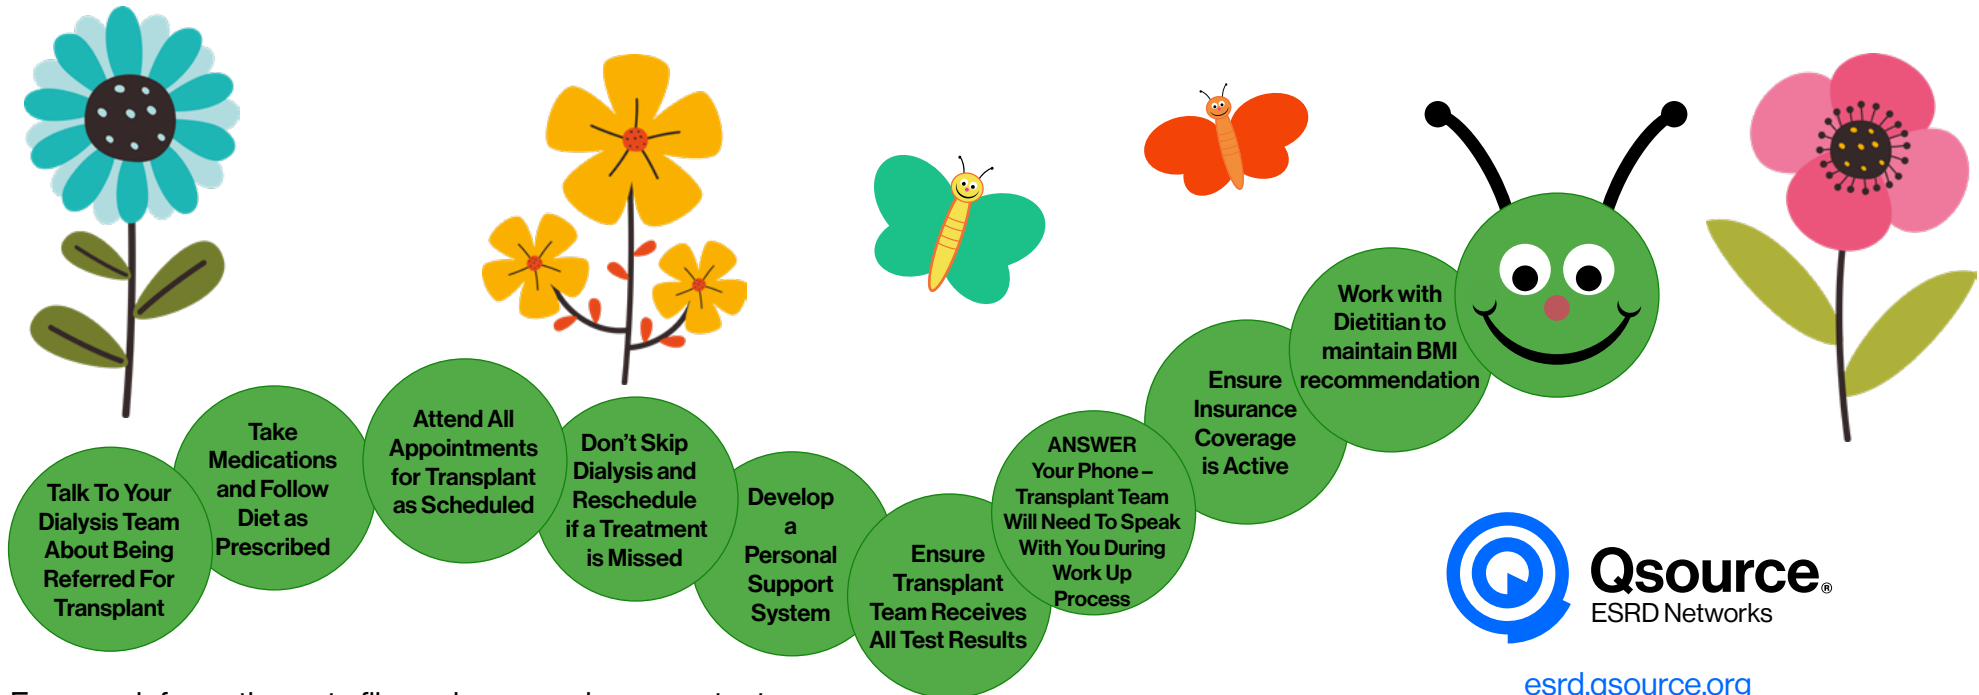 Talk To Your
Dialysis Team
About Being
Referred For
Transplant
Take
Medications
and Follow
Diet as
Prescribed
Attend All
Appointments
for Transplant
as Scheduled
Don't Skip
Dialysis and
Reschedule
if a Treatment
is Missed
Develop
a
Personal
Support
System
Ensure
Transplant
Team Receives
All Test Results
ANSWER
Your Phone –
Transplant Team
Will Need To Speak
With You During
Work Up
Process
Ensure
Insurance
Coverage
is Active
Work with
Dietitian to
maintain BMI
recommendation
Qsource®
ESRD Networks
esrd.qsource.org